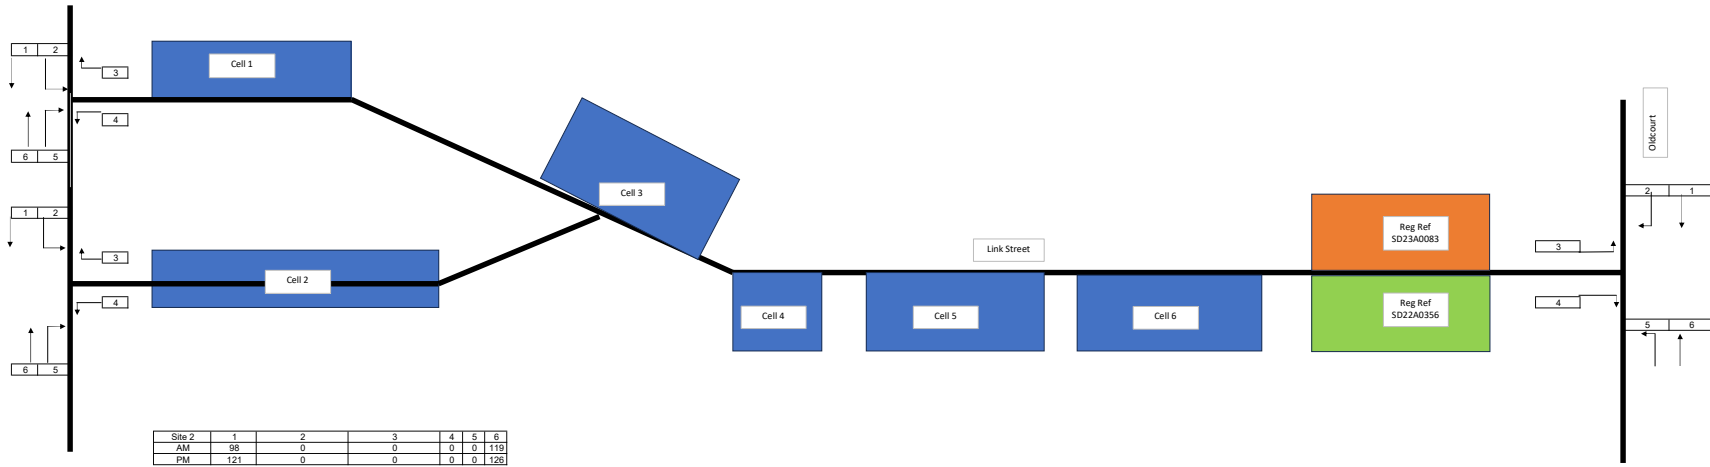 1 2
3
Cell 1
4
6 5
Cell 3
Oldcourt
2 1
1 2
3
Reg Ref
SD23A0083
Link Street
3
Cell 2
4
Cell 4
Cell 5
Cell 6
Reg Ref
SD22A0356
4
5 6
6 5
Site 2 1 2 3 4 5 6
AM 98 0 0 0 0 119
PM 121 0 0 0 0 126